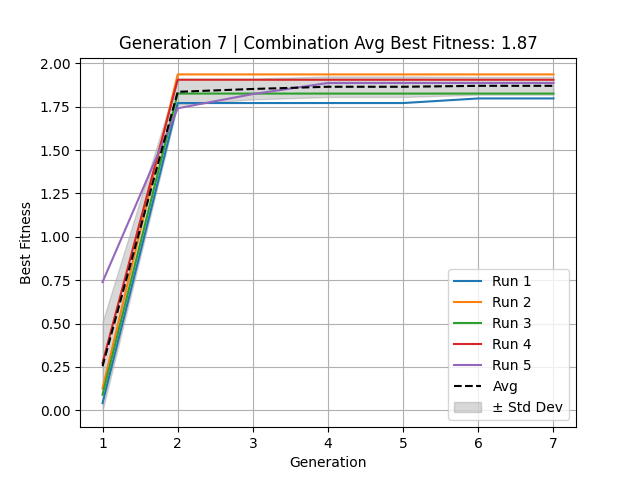 Generation 7 | Combination Avg Best Fitness: 1.87
2.00
1.75
1.50
1.25
1.00
0.75
0.50
0.25
0.00
Best Fitness
Run 1
Run 2
Run 3
Run 4
Run 5
Avg
± Std Dev
1 2 3 4 5 6 7
Generation